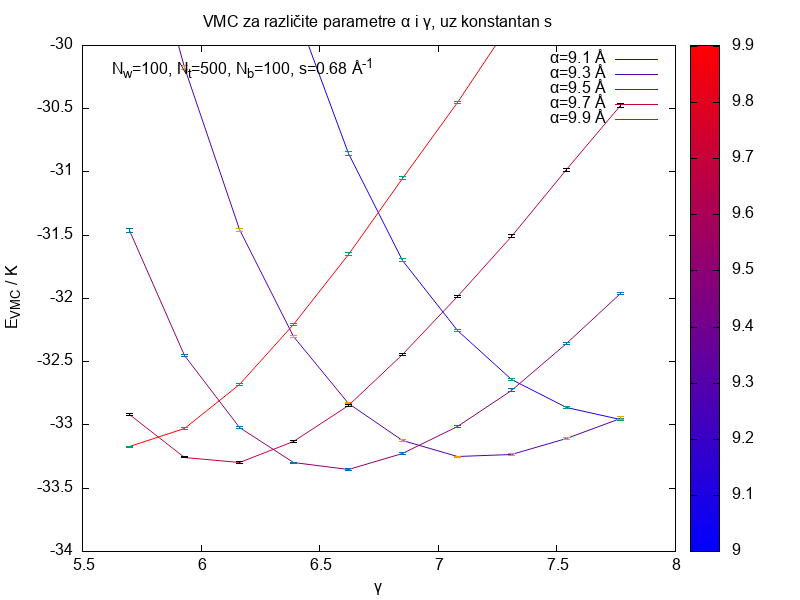 VMC za različite parametre α i γ, uz konstantan s
N_w=100, N_t=500, N_b=100, s=0.68 Å^-1
α=9.1 Å
α=9.3 Å
α=9.5 Å
α=9.7 Å
α=9.9 Å
E_VMC / K
-30
-30.5
-31
-31.5
-32
-32.5
-33
-33.5
-34
5.5 6 6.5 7 7.5 8
γ
9.9
9.8
9.7
9.6
9.5
9.4
9.3
9.2
9.1
9